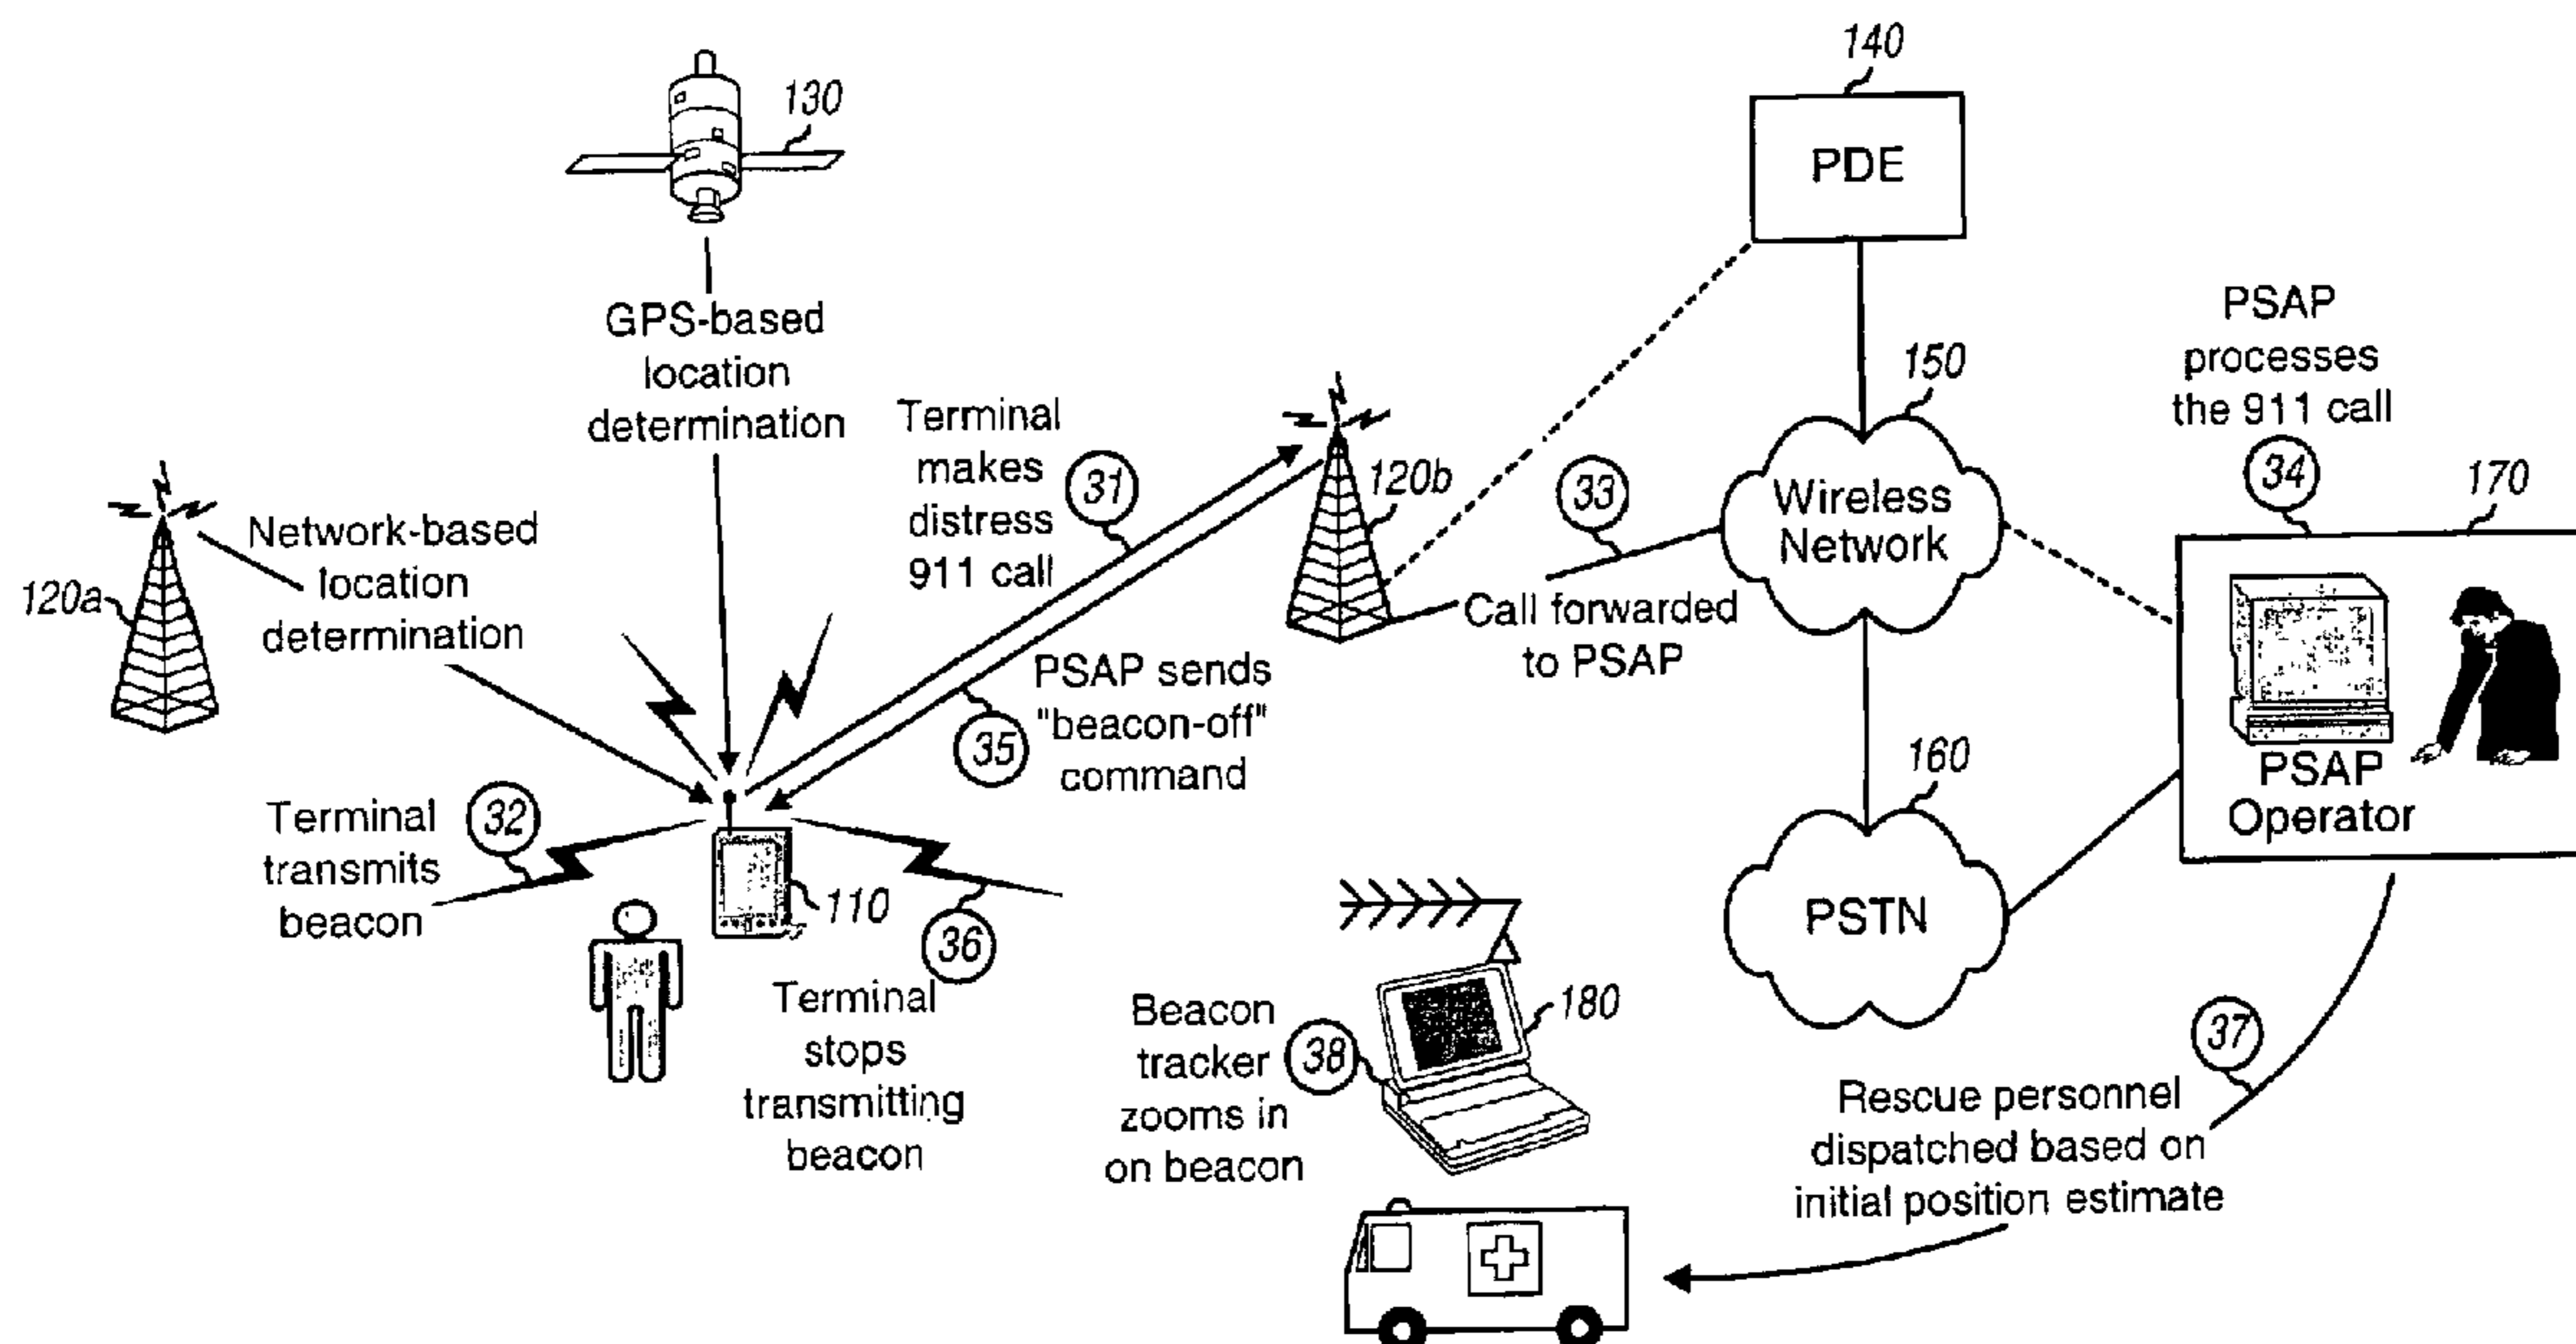 140
130
PDE
GPS-based
location
determination
PSAP
processes
the 911 call
34
170
150
Terminal
makes
distress
911 call
31
120b
33
Wireless
Network
Network-based
location
determination
120a
Call forwarded
to PSAP
PSAP sends
"beacon-off"
command
35
PSAP
Operator
160
PSTN
Terminal
transmits
beacon
32
110
36
Terminal
stops
transmitting
beacon
Beacon
tracker
zooms in
on beacon
38
180
37
Rescue personnel
dispatched based on
initial position estimate